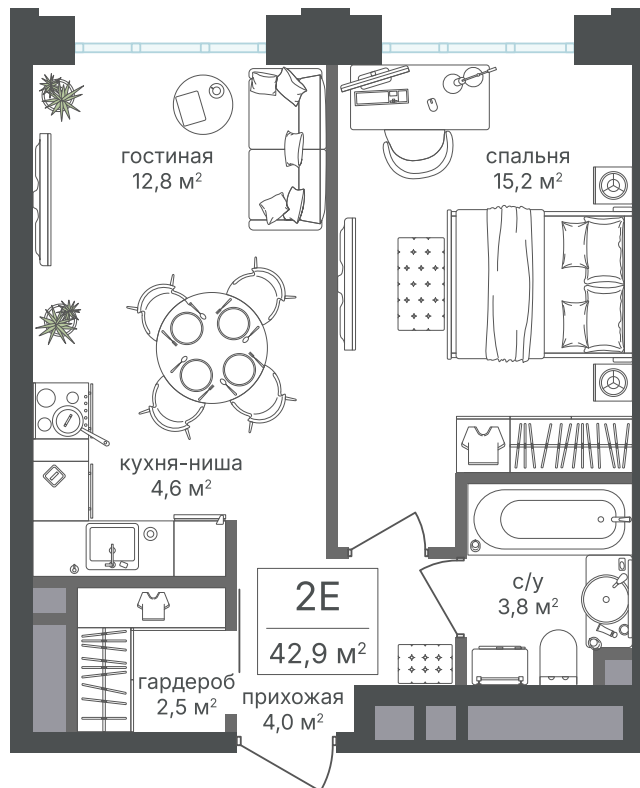 гостиная
12,8 м²
спальня
15,2 м²
кухня-ниша
4,6 м²
2Е
42,9 м²
с/у
3,8 м²
гардероб
2,5 м²
прихожая
4,0 м²